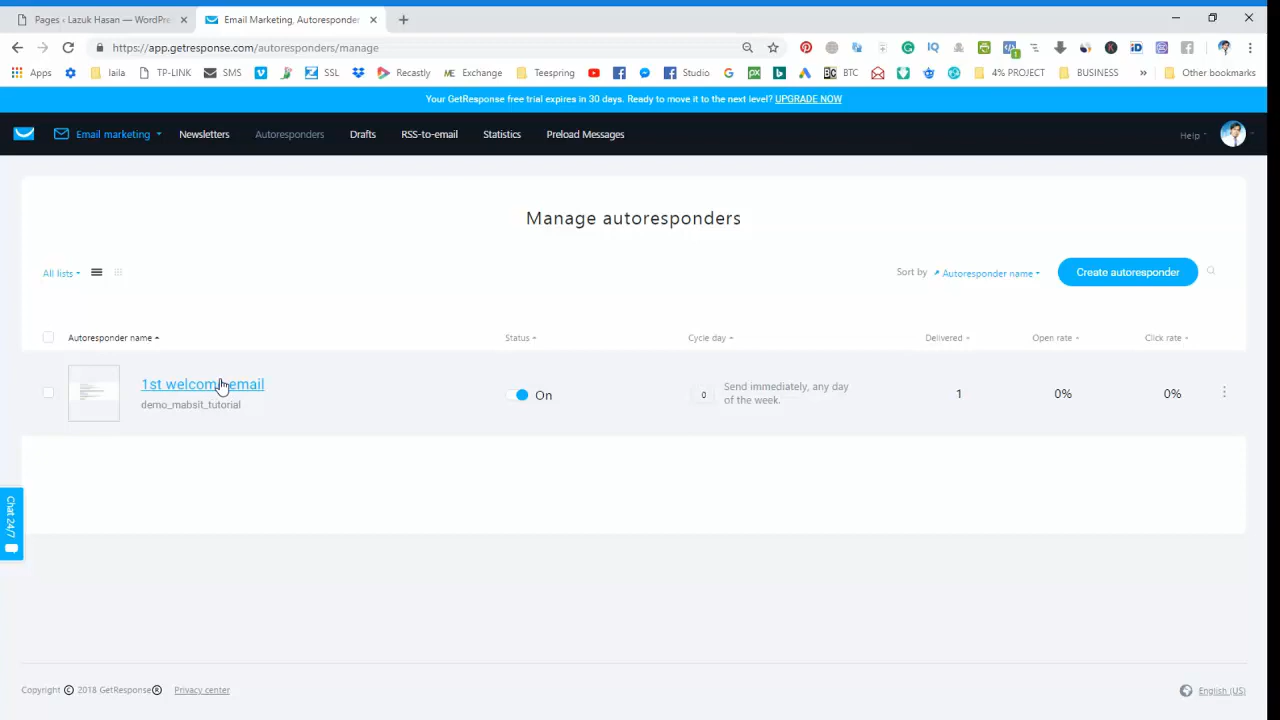 Pages ‹ Lazuk Hasan — WordPre
Email Marketing, Autoresponder
https://app.getresponse.com/autoresponders/manage
Apps
laila
TP-LINK
SMS
SSL
Recastly
Exchange
Teespring
Studio
BTC
4% PROJECT
BUSINESS
Other bookmarks
Your GetResponse free trial expires in 30 days. Ready to move it to the next level? UPGRADE NOW
Email marketing
Newsletters
Autoresponders
Drafts
RSS-to-email
Statistics
Preload Messages
Help
Manage autoresponders
All lists
Sort by
Autoresponder name
Create autoresponder
Autoresponder name
Status
Cycle day
Delivered
Open rate
Click rate
1st welcome email
demo_mabsit_tutorial
On
0
Send immediately, any day
of the week.
1
0%
0%
Chat 24/7
Copyright © 2018 GetResponse®
Privacy center
English (US)